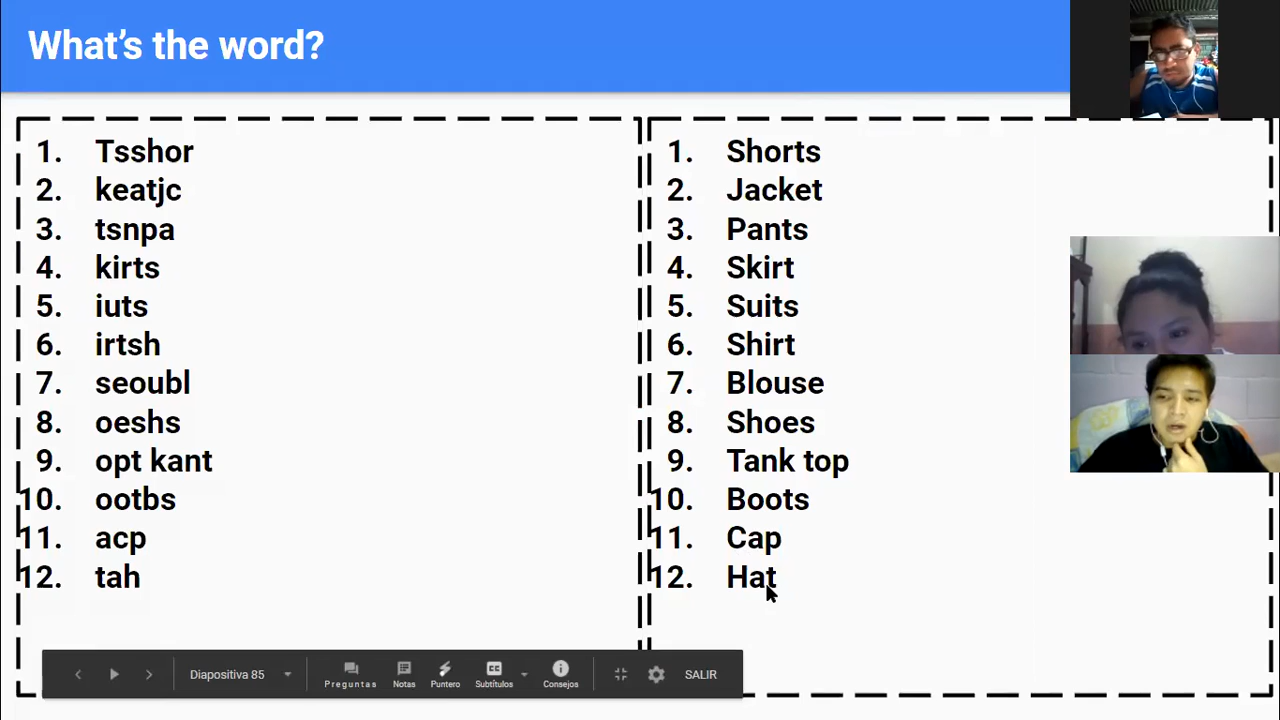 What's the word?
1. Tsshor
2. keatjc
3. tsnpa
4. kirts
5. iuts
6. irtsh
7. seoubl
8. oeshs
9. opt kant
10. ootbs
11. acp
12. tah
1. Shorts
2. Jacket
3. Pants
4. Skirt
5. Suits
6. Shirt
7. Blouse
8. Shoes
9. Tank top
10. Boots
11. Cap
12. Hat
Diapositiva 85
Preguntas
Notas
Puntero
CC
Subtítulos
Consejos
SALIR